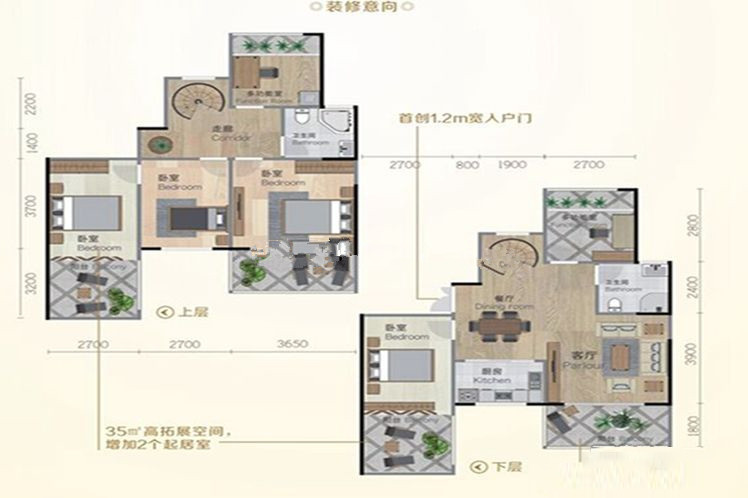 装修意向
多功能室
Function Room
首创1.2m宽入户门
2200
走廊
Corridor
卫生间
Bathroom
1400
2700
800
1900
2700
卧室
Bedroom
卧室
Bedroom
3700
卧室
Bedroom
多功能室
2800
阳台 Balcony
3200
餐厅
Dining room
卫生间
Bathroom
2400
上层
卧室
Bedroom
2700
2700
3650
客厅
Parlour
3900
厨房
Kitchen
35㎡高拓展空间,
增加2个起居室
阳台 Balcony
1800
下层